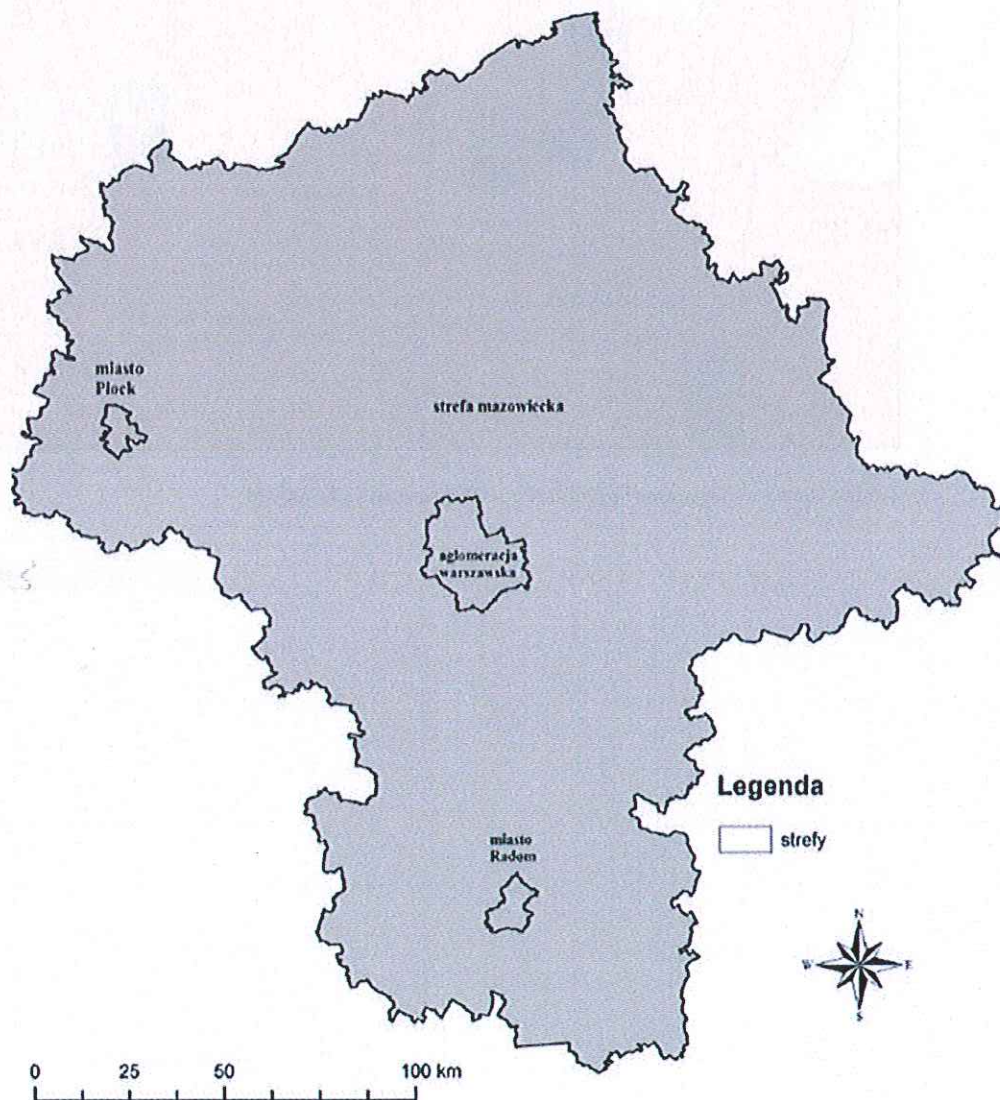 miasto
Płock
strefa mazowiecka
aglomeracja
warszawska
Legenda
strefy
miasto
Radom
N
W
E
S
0 25 50 100 km